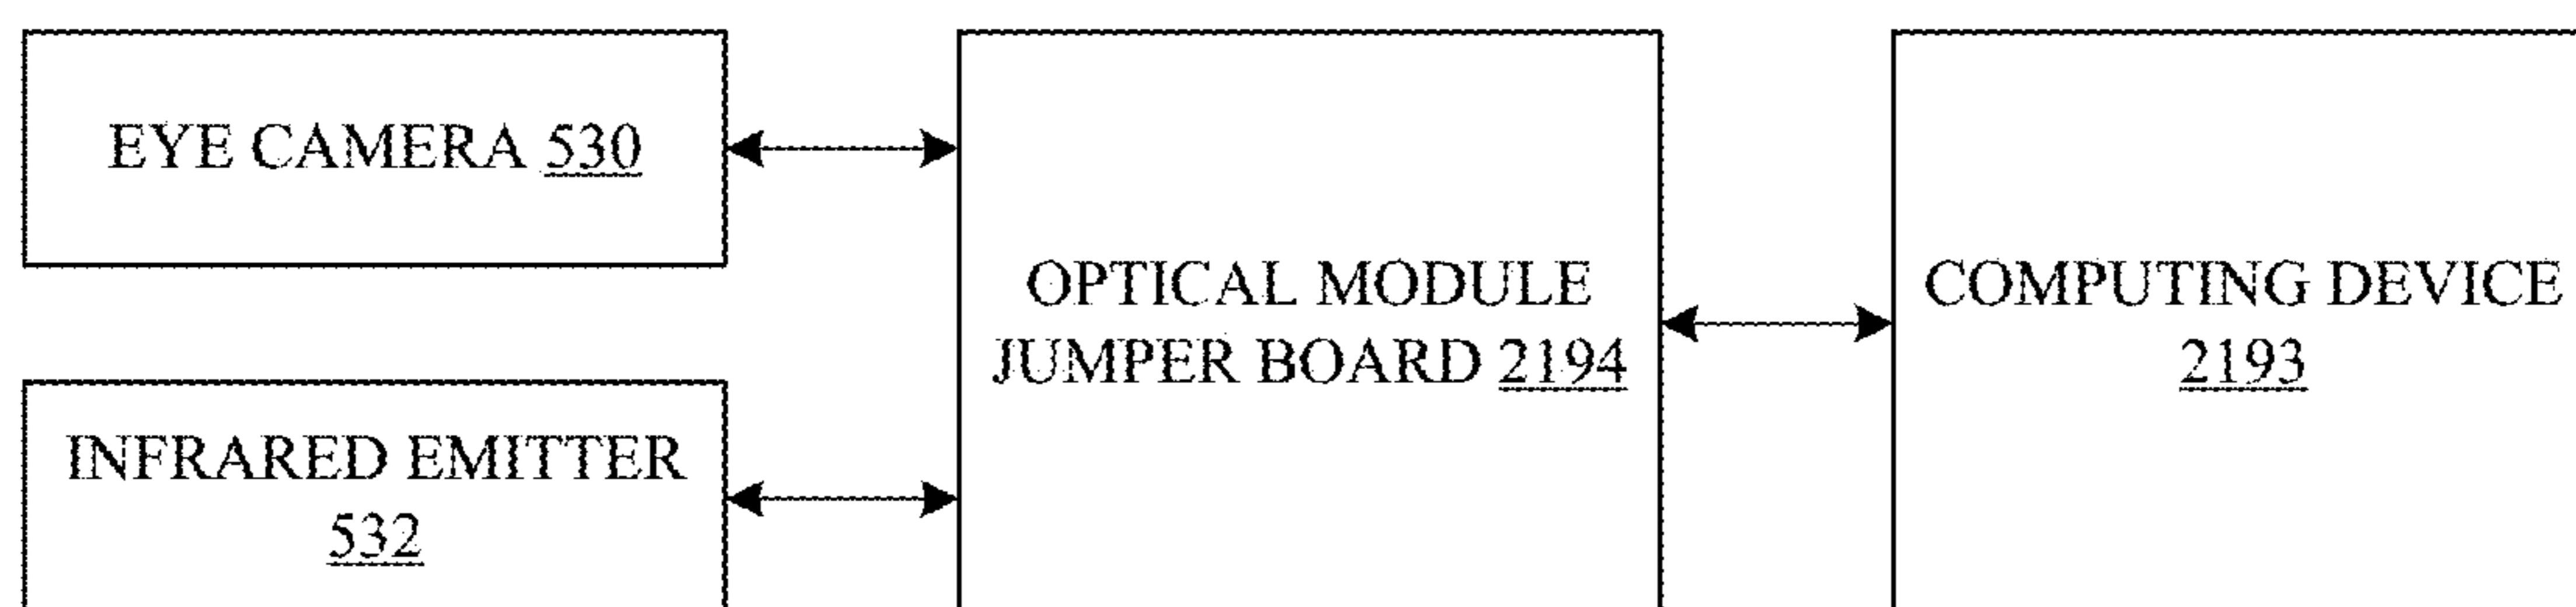 EYE CAMERA 530
INFRARED EMITTER
532
OPTICAL MODULE
JUMPER BOARD 2194
COMPUTING DEVICE
2193